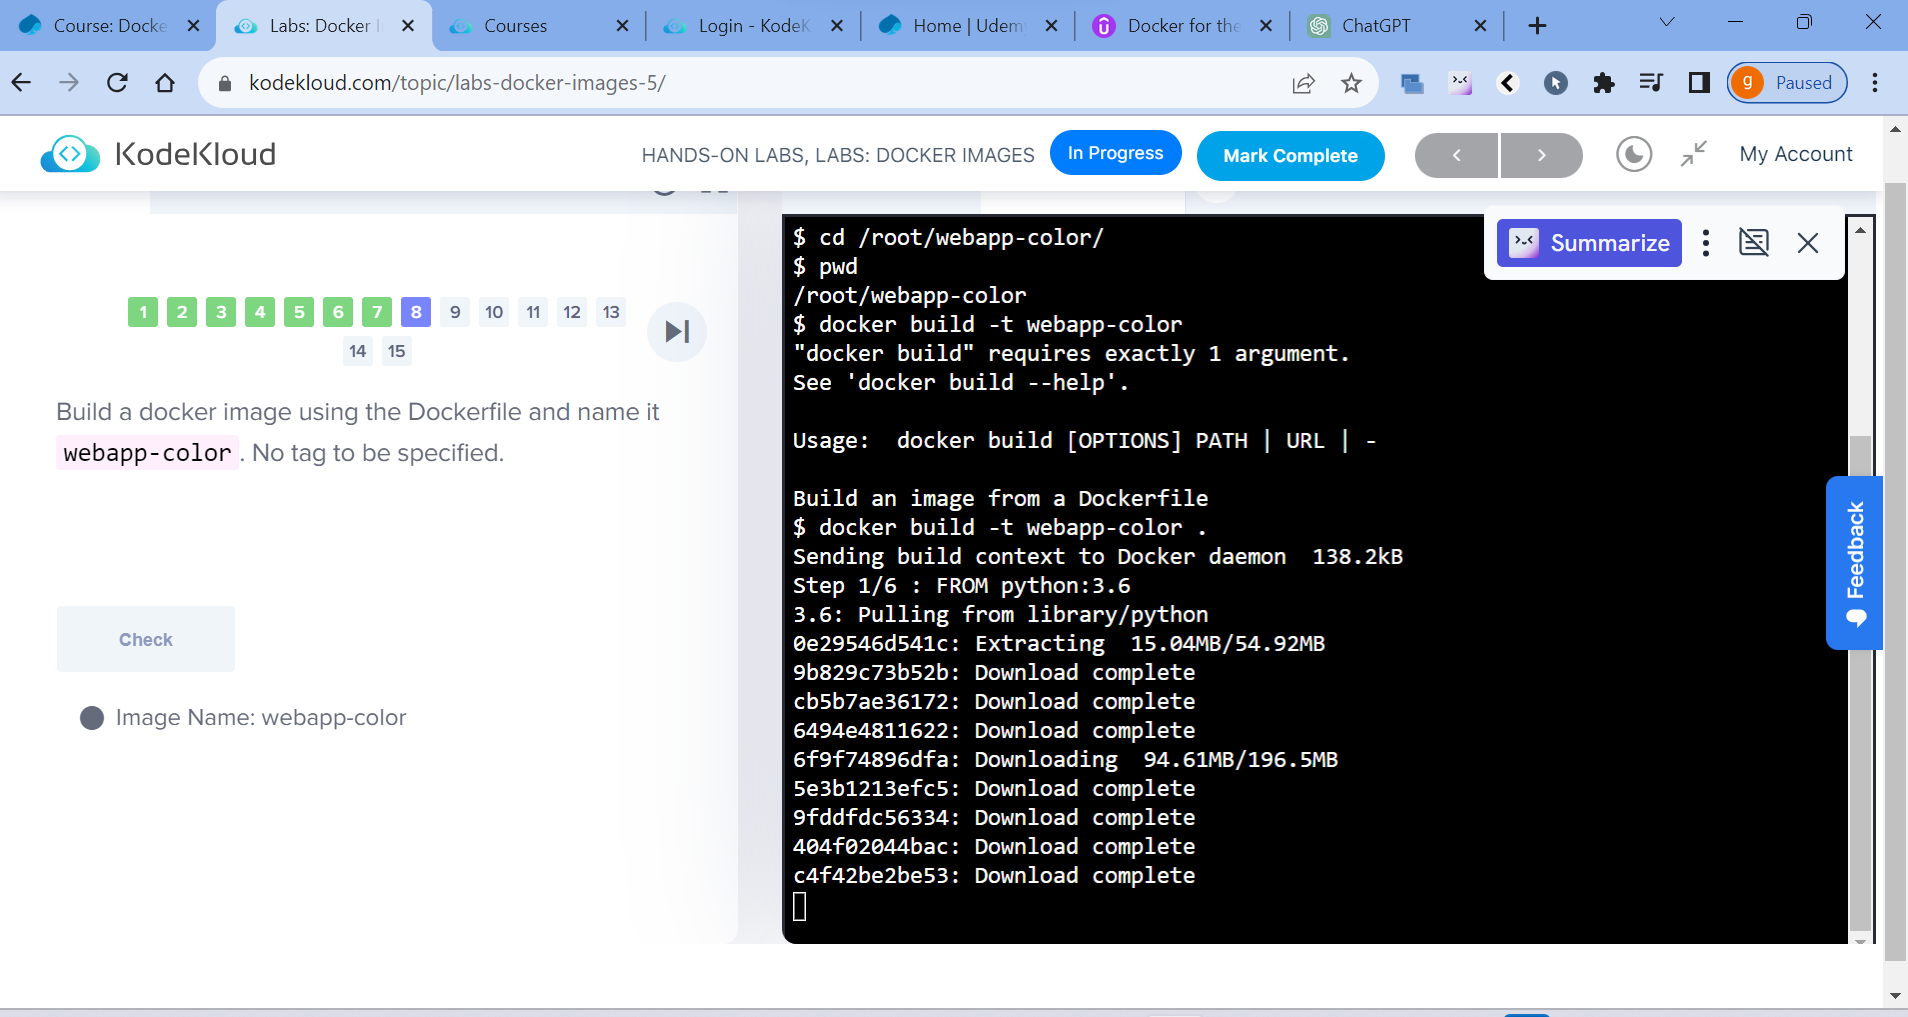 Course: Docke
Labs: Docker I
Courses
Login - KodeK
Home | Udem
Docker for the
ChatGPT
kodekloud.com/topic/labs-docker-images-5/
g Paused
KodeKloud
HANDS-ON LABS, LABS: DOCKER IMAGES
In Progress
Mark Complete
My Account
Summarize
1 2 3 4 5 6 7 8 9 10 11 12 13
14 15
Build a docker image using the Dockerfile and name it
webapp-color . No tag to be specified.
Check
Image Name: webapp-color
$ cd /root/webapp-color/
$ pwd
/root/webapp-color
$ docker build -t webapp-color
"docker build" requires exactly 1 argument.
See 'docker build --help'.
Usage:  docker build [OPTIONS] PATH | URL | -
Build an image from a Dockerfile
$ docker build -t webapp-color .
Sending build context to Docker daemon  138.2kB
Step 1/6 : FROM python:3.6
3.6: Pulling from library/python
0e29546d541c: Extracting  15.04MB/54.92MB
9b829c73b52b: Download complete
cb5b7ae36172: Download complete
6494e4811622: Download complete
6f9f74896dfa: Downloading  94.61MB/196.5MB
5e3b1213efc5: Download complete
9fddfdc56334: Download complete
404f02044bac: Download complete
c4f42be2be53: Download complete
Feedback